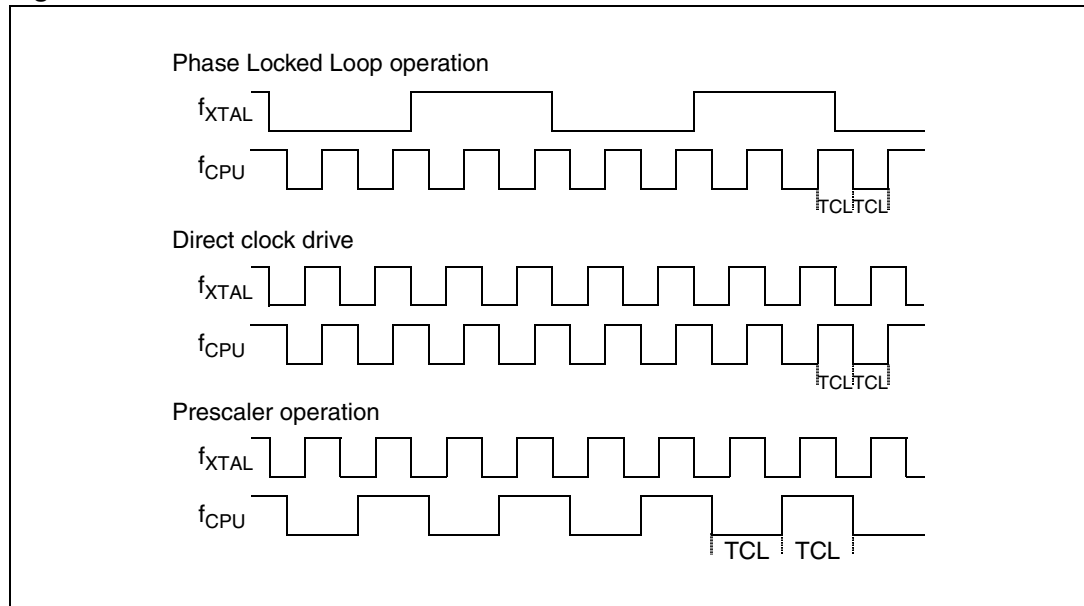 Phase Locked Loop operation
fXTAL
fCPU
TCL TCL
Direct clock drive
fXTAL
fCPU
TCL TCL
Prescaler operation
fXTAL
fCPU
TCL TCL